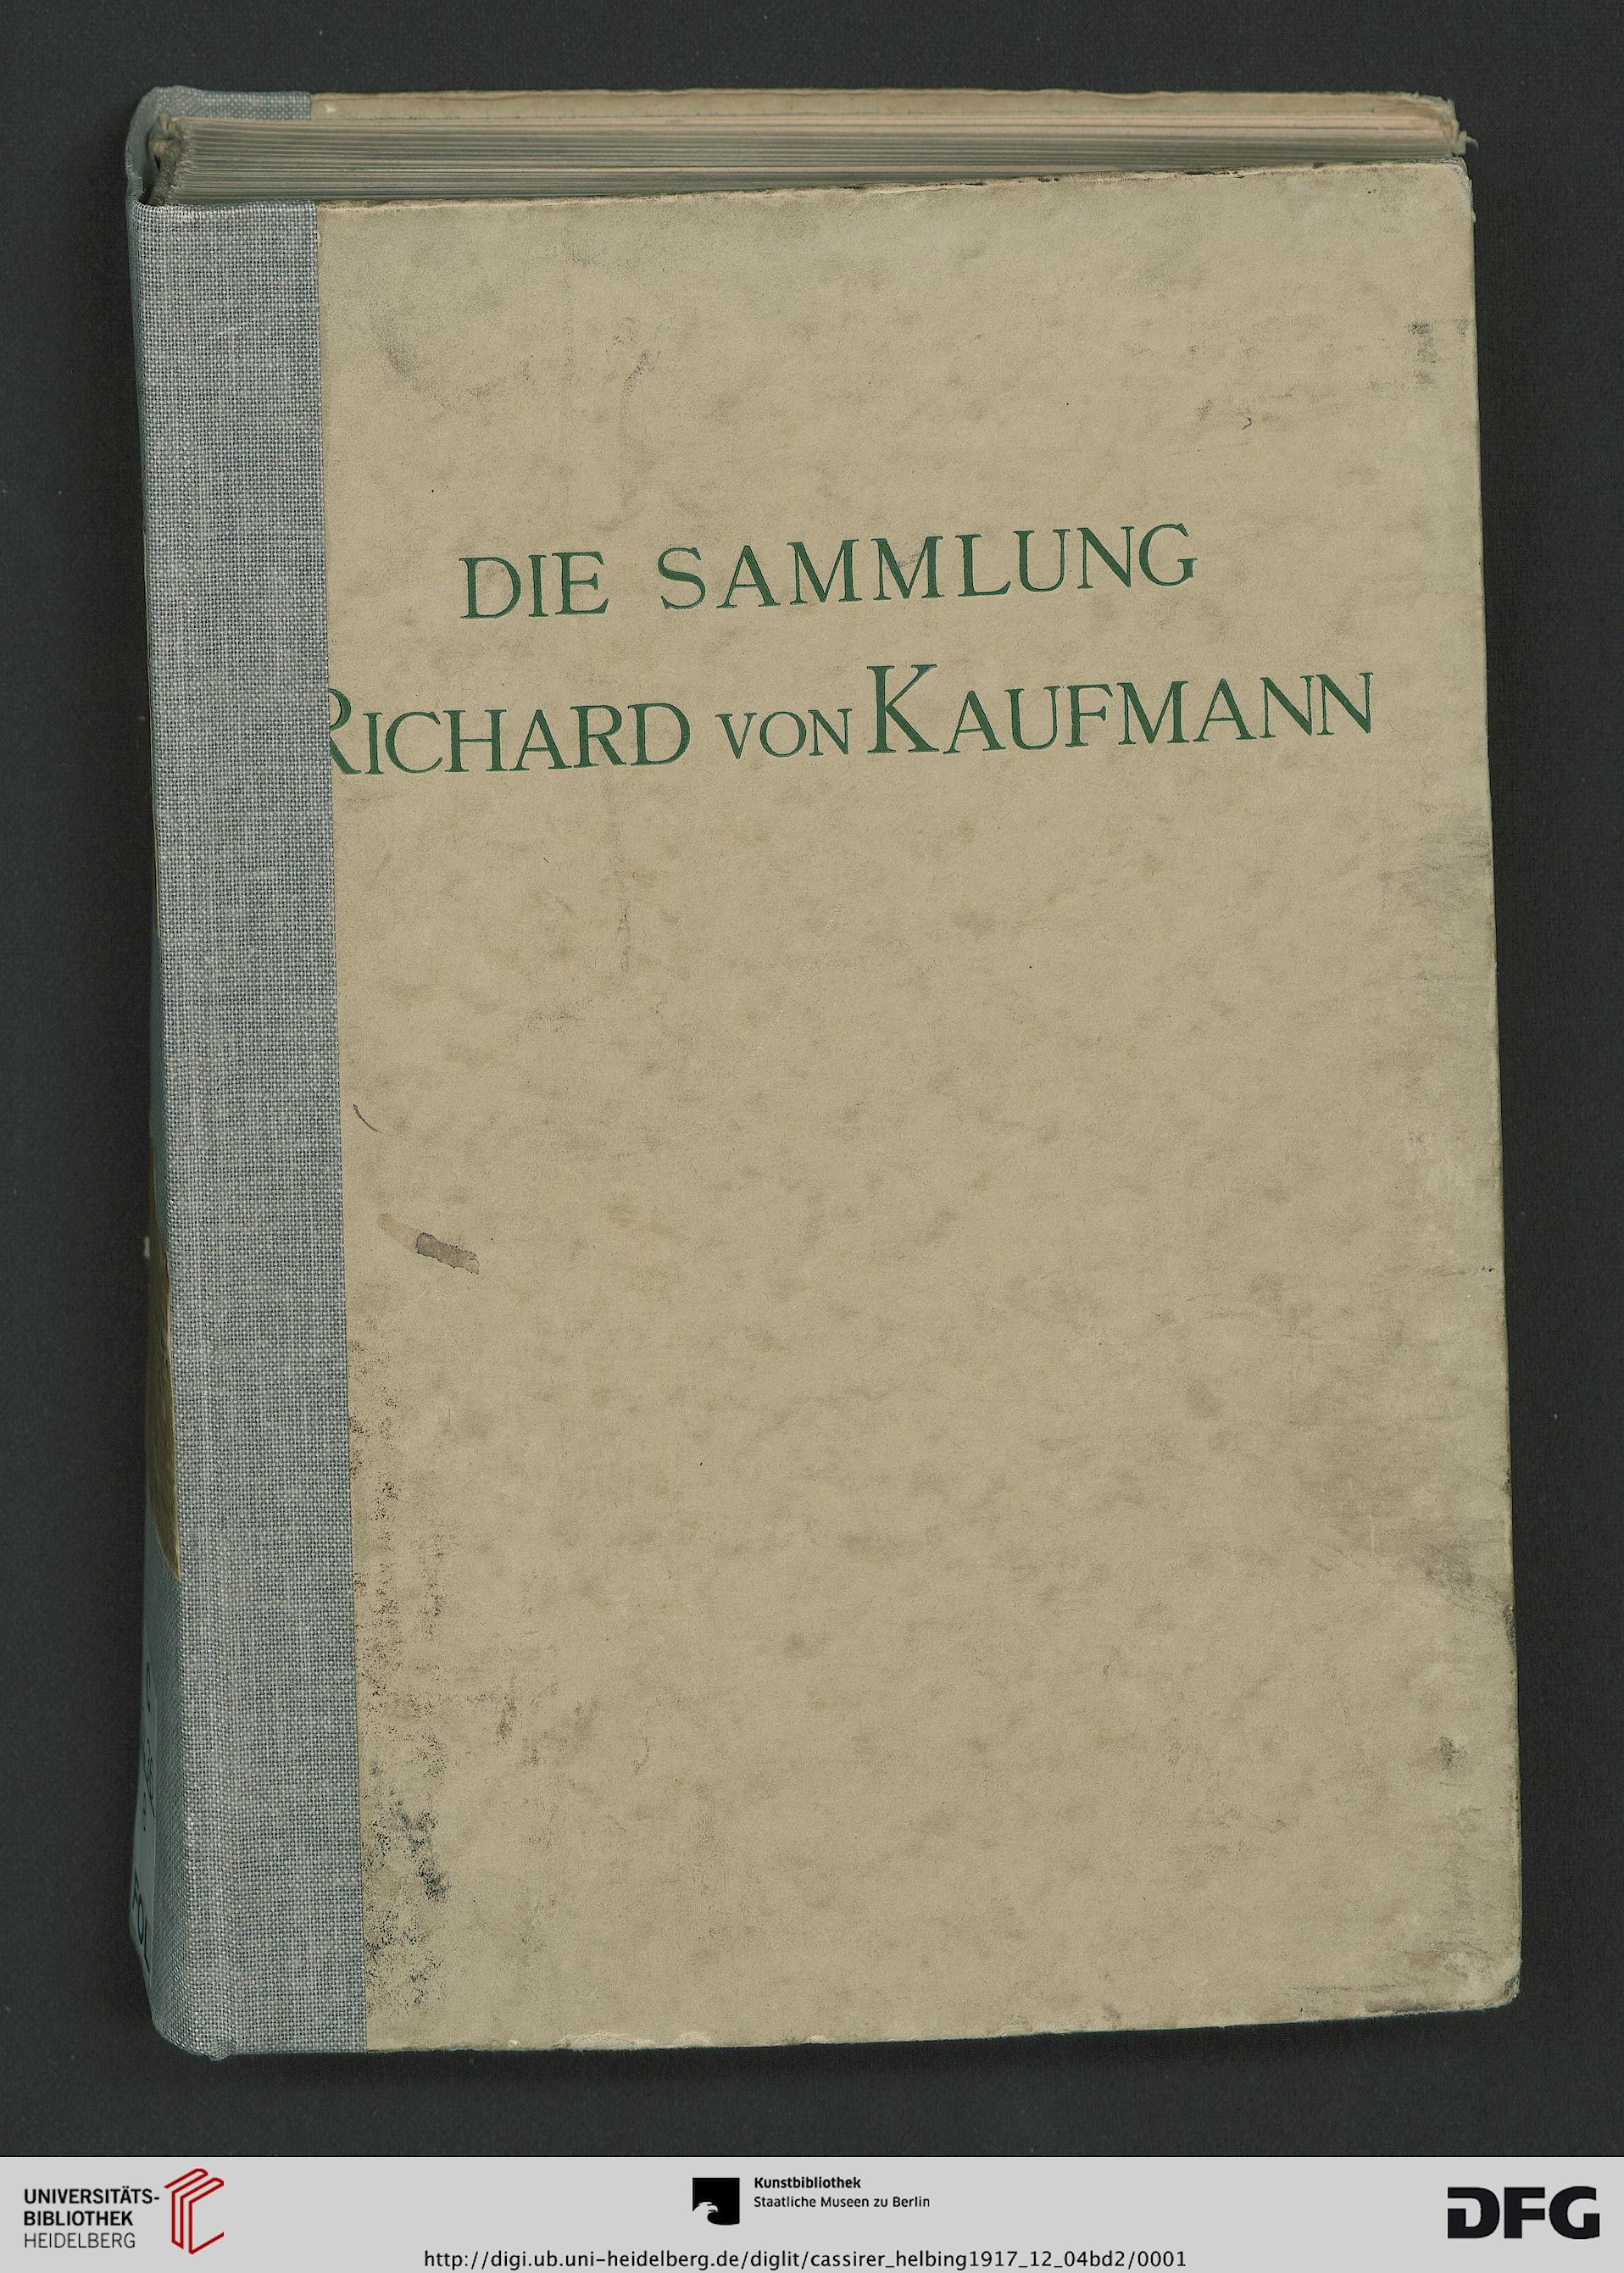 DIE SAMMLUNG
RICHARD VON KAUFMANN
FOL
UNIVERSITÄTS-
BIBLIOTHEK
HEIDELBERG
Kunstbibliothek
Staatliche Museen zu Berlin
DFG
http://digi.ub.uni-heidelberg.de/diglit/cassirer_helbing1917_12_04bd2/0001